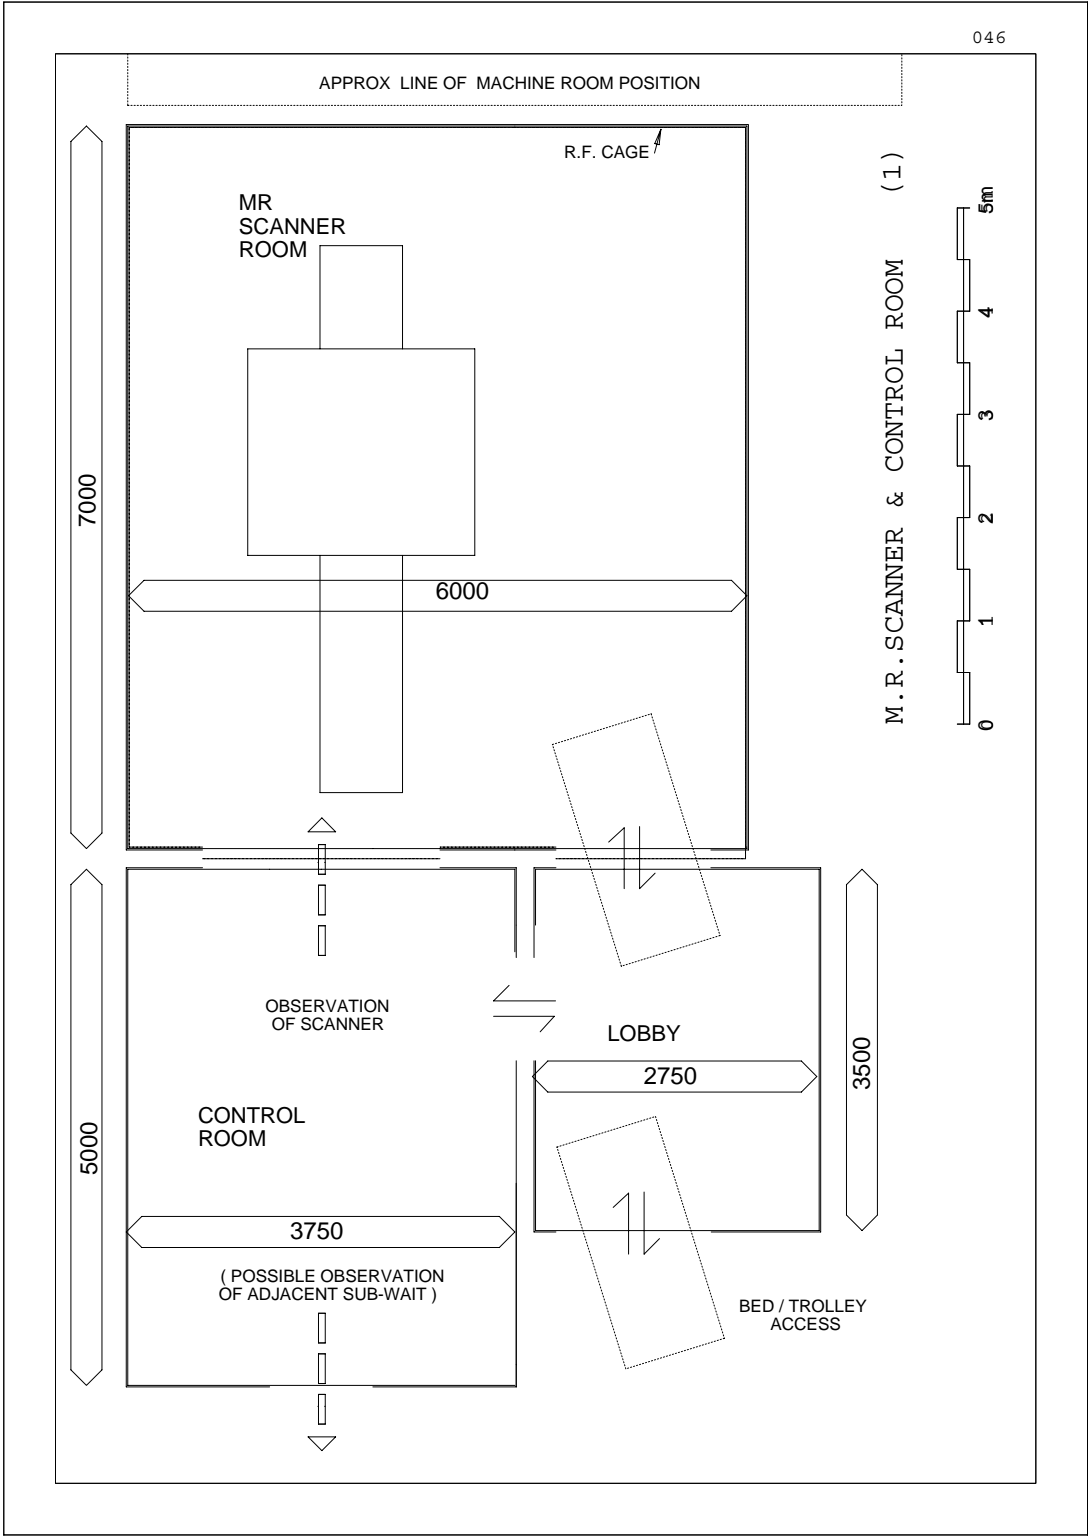 046
APPROX LINE OF MACHINE ROOM POSITION
R.F. CAGE
MR
SCANNER
ROOM
7000
6000
M.R.SCANNER & CONTROL ROOM (1)
5m
4
3
2
1
0
OBSERVATION
OF SCANNER
LOBBY
2750
3500
CONTROL
ROOM
5000
3750
( POSSIBLE OBSERVATION
OF ADJACENT SUB-WAIT )
BED / TROLLEY
ACCESS